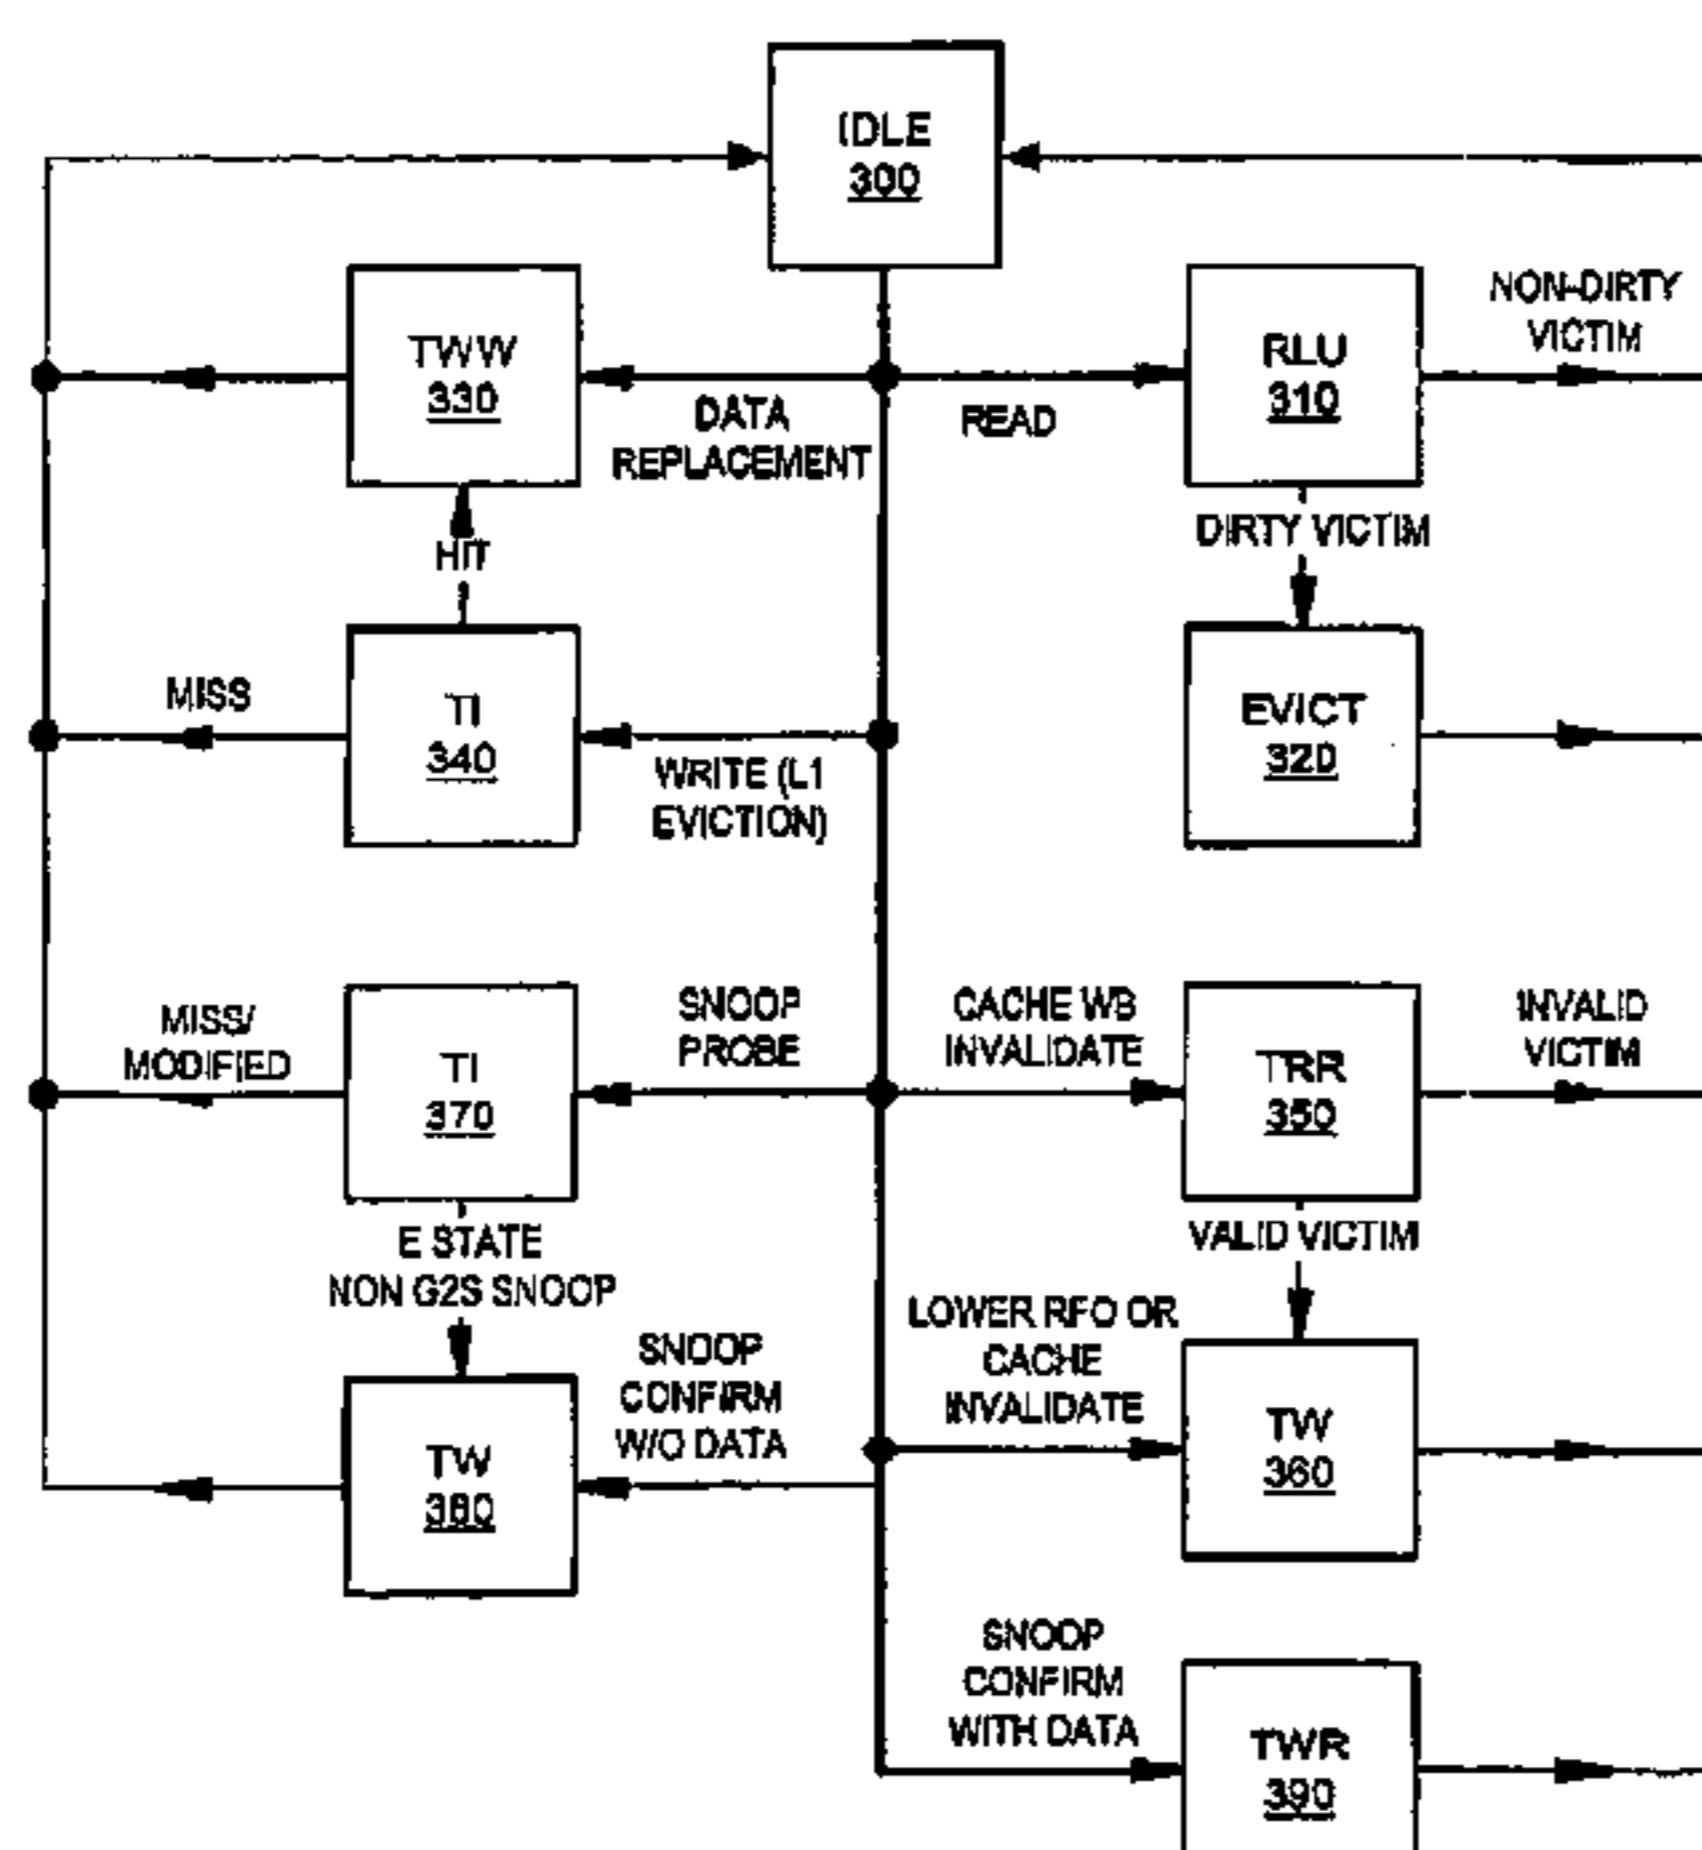 IDLE
300
TWW
330
DATA
REPLACEMENT
READ
RLU
310
NON-DIRTY
VICTIM
HIT
DIRTY VICTIM
MISS
TI
340
WRITE (L1
EVICTION)
EVICT
320
MISS/
MODIFIED
TI
370
SNOOP
PROBE
CACHE WB
INVALIDATE
TRR
350
INVALID
VICTIM
E STATE
NON G2S SNOOP
VALID VICTIM
TW
380
SNOOP
CONFIRM
W/O DATA
LOWER RFO OR
CACHE
INVALIDATE
TW
360
SNOOP
CONFIRM
WITH DATA
TWR
390